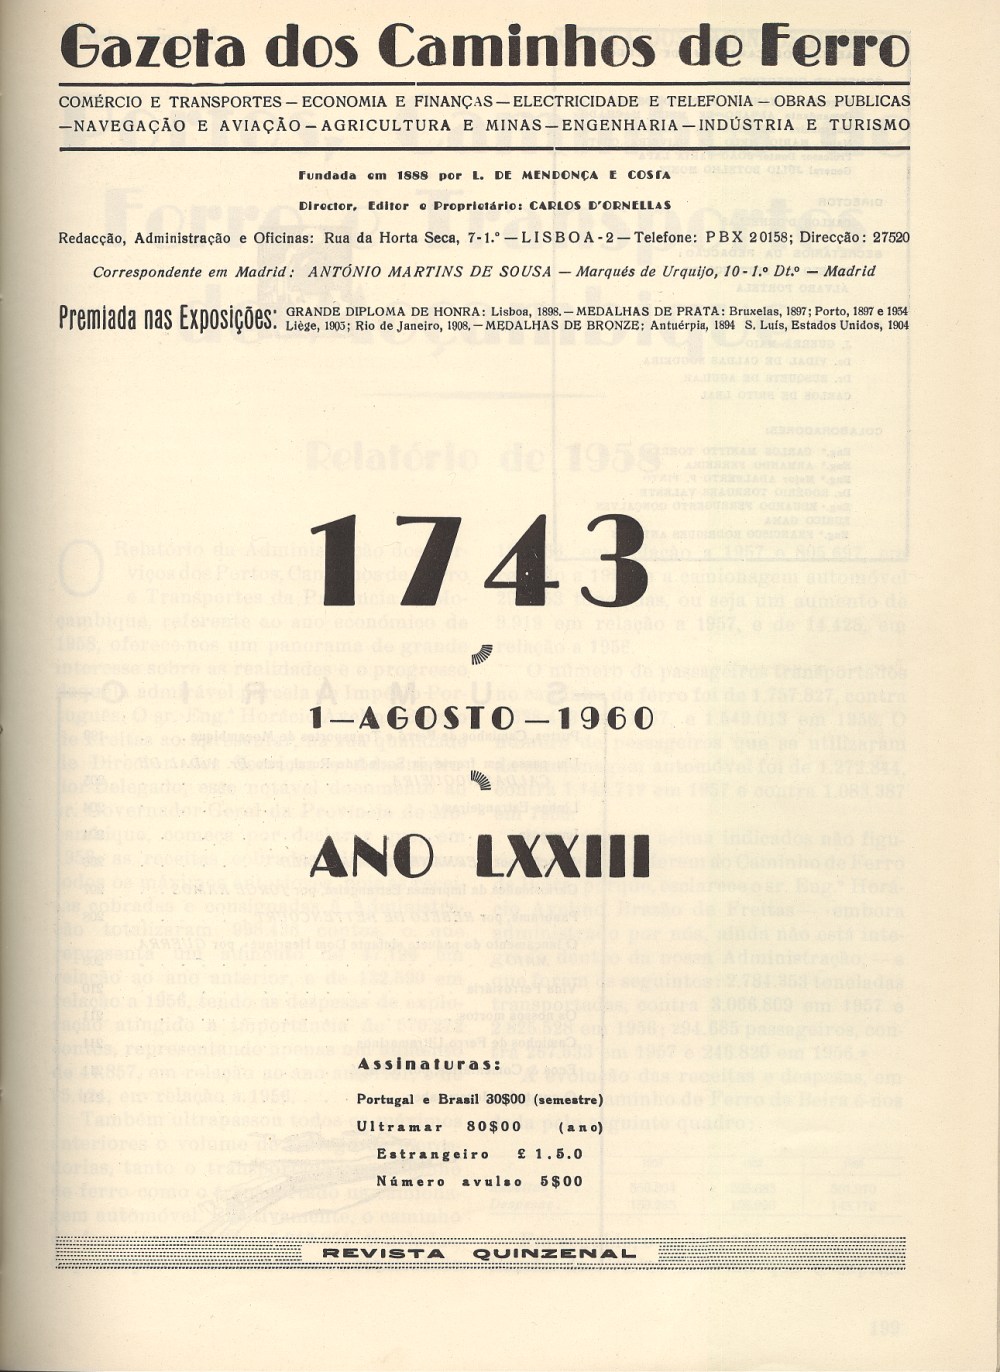 Gazeta dos Caminhos de Ferro
COMÉRCIO E TRANSPORTES — ECONOMIA E FINANÇAS — ELECTRICIDADE E TELEFONIA — OBRAS PUBLICAS
—NAVEGAÇÃO E AVIAÇÃO — AGRICULTURA E MINAS — ENGENHARIA — INDÚSTRIA E TURISMO
Fundada em 1888 por L. DE MENDONÇA E COSTA
Director, Editor e Proprietário: CARLOS D'ORNELLAS
Redacção, Administração e Oficinas: Rua da Horta Seca, 7-1.º — LISBOA-2 — Telefone: PBX 20158; Direcção: 27520
Correspondente em Madrid: ANTÓNIO MARTINS DE SOUSA — Marqués de Urquijo, 10-1.º Dt.º — Madrid
Premiada nas Exposições: GRANDE DIPLOMA DE HONRA: Lisboa, 1898. — MEDALHAS DE PRATA: Bruxelas, 1897; Porto, 1897 e 1934
Liège, 1905; Rio de Janeiro, 1908. — MEDALHAS DE BRONZE: Antuérpia, 1894 S. Luís, Estados Unidos, 1904
1743
1—AGOSTO—1960
ANO LXXIII
Assinaturas:
Portugal e Brasil 30$00 (semestre)
Ultramar 80$00 (ano)
Estrangeiro £ 1.5.0
Número avulso 5$00
REVISTA QUINZENAL